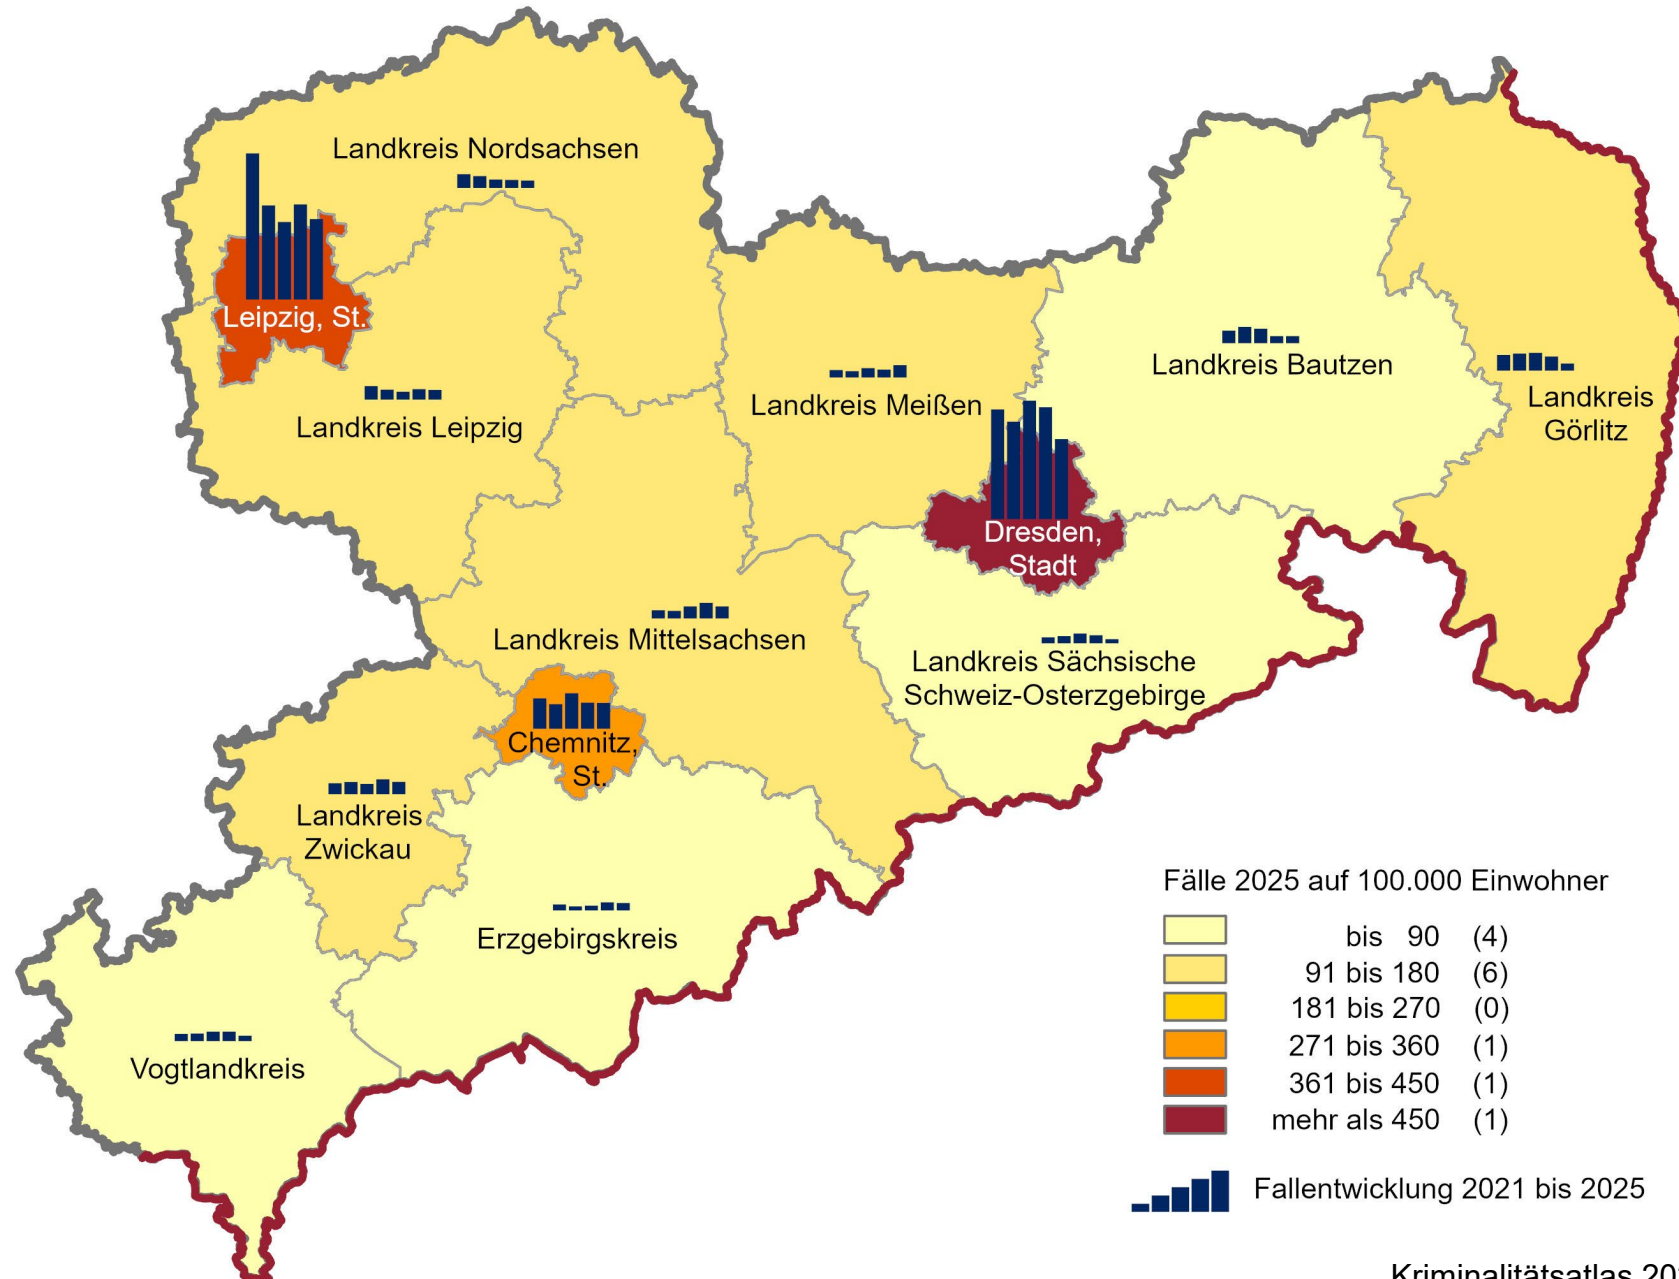 Landkreis Nordsachsen
Leipzig, St.
Landkreis Leipzig
Landkreis Meißen
Landkreis Bautzen
Landkreis
Görlitz
Dresden,
Stadt
Landkreis Mittelsachsen
Landkreis Sächsische
Schweiz-Osterzgebirge
Chemnitz,
St.
Landkreis
Zwickau
Erzgebirgskreis
Vogtlandkreis
Fälle 2025 auf 100.000 Einwohner
bis 90 (4)
91 bis 180 (6)
181 bis 270 (0)
271 bis 360 (1)
361 bis 450 (1)
mehr als 450 (1)
Fallentwicklung 2021 bis 2025
Kriminalitätsatlas